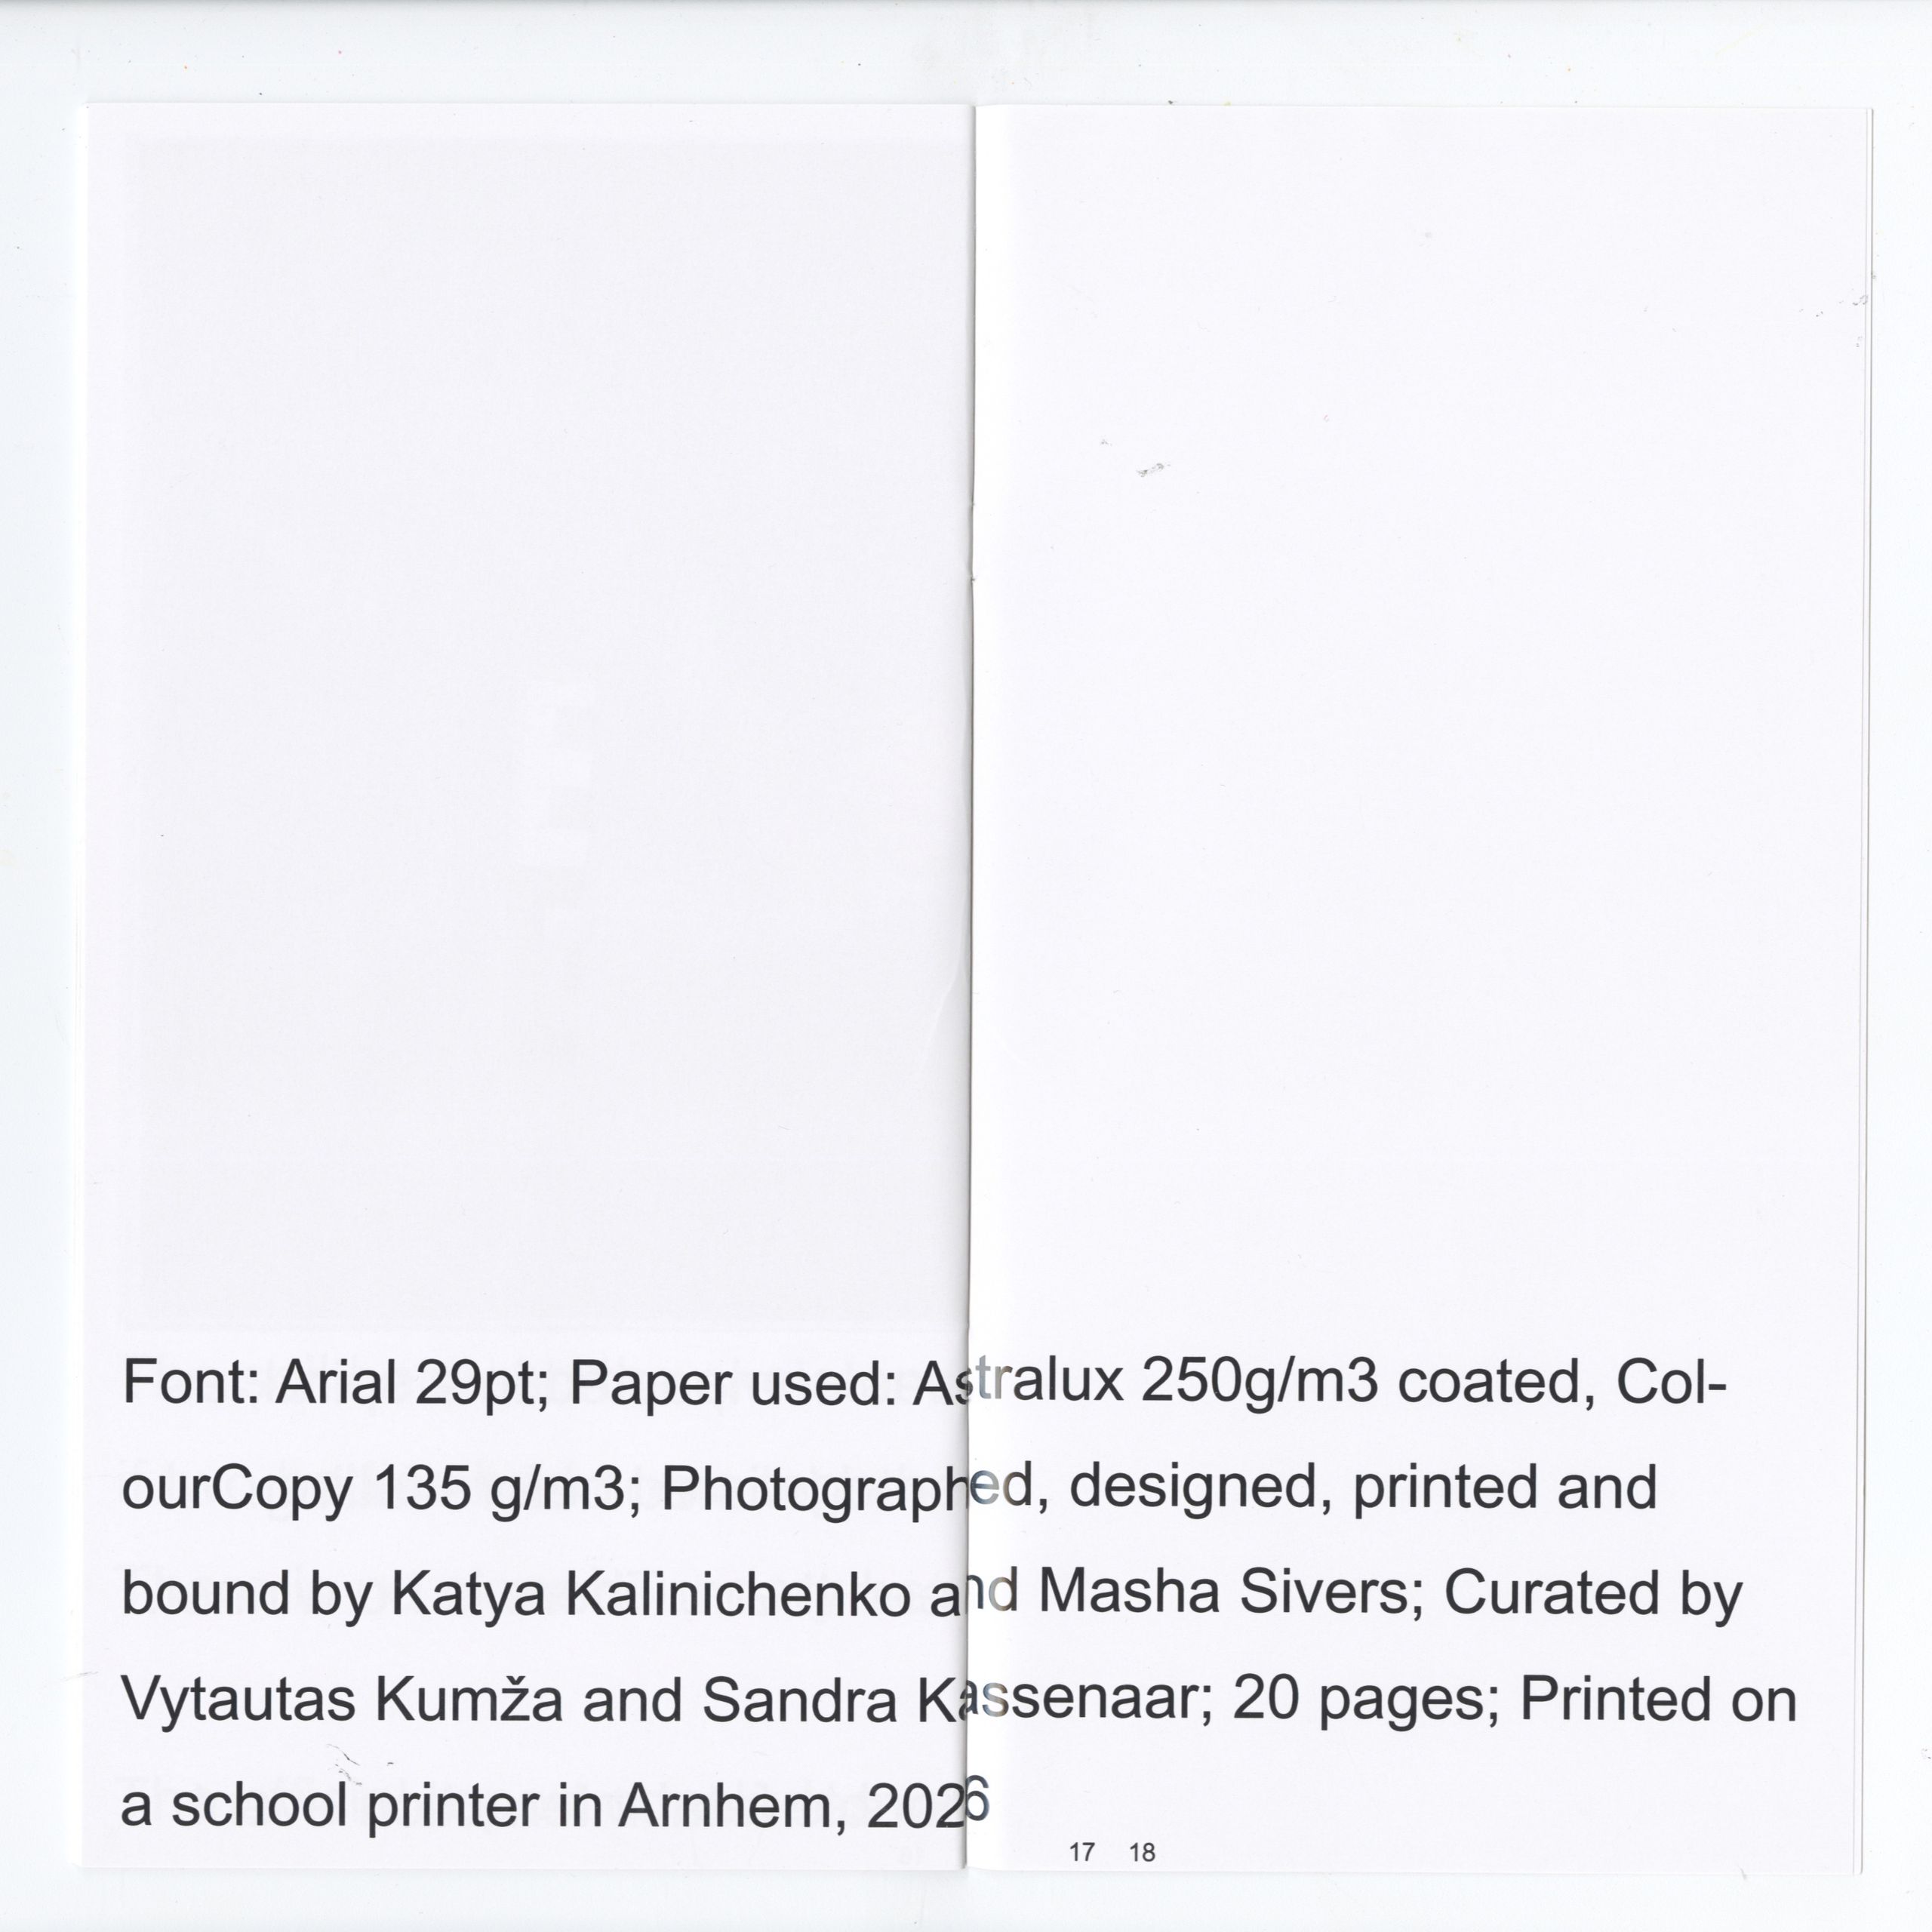 Font: Arial 29pt; Paper used: Astralux 250g/m3 coated, Col-
ourCopy 135 g/m3; Photographed, designed, printed and
bound by Katya Kalinichenko and Masha Sivers; Curated by
Vytautas Kumža and Sandra Kassenaar; 20 pages; Printed on
a school printer in Arnhem, 2026
17 18